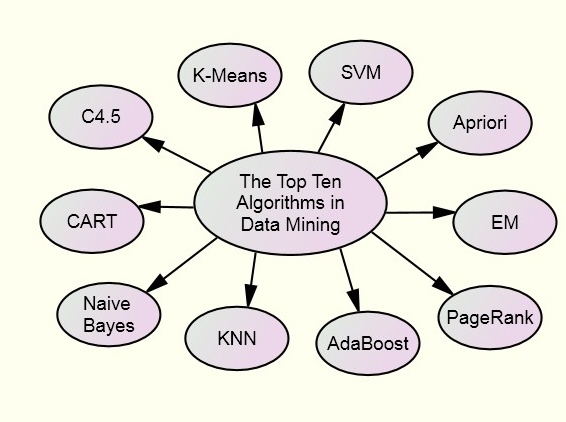 K-Means
SVM
C4.5
Apriori
The Top Ten
Algorithms in
Data Mining
CART
EM
Naive
Bayes
KNN
AdaBoost
PageRank